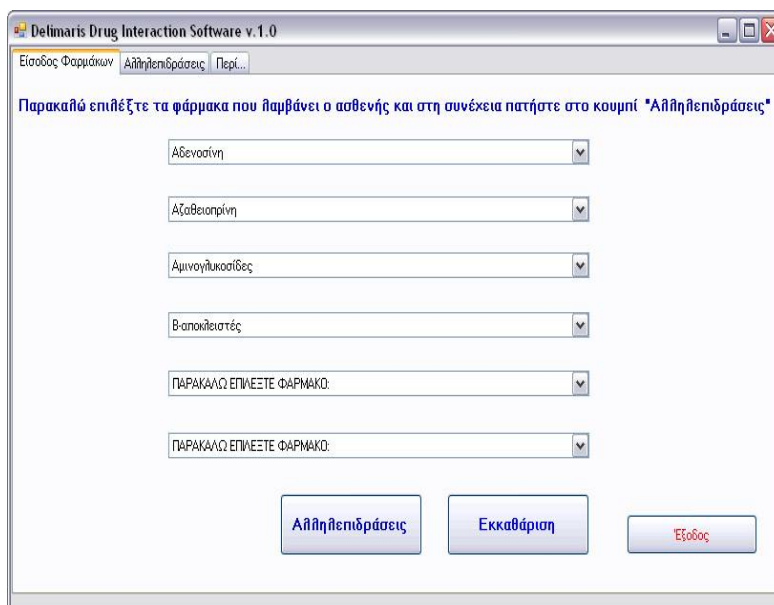 Delimaris Drug Interaction Software v.1.0
Είσοδος Φαρμάκων Αλληλεπιδράσεις Περί...
Παρακαλώ επιλέξτε τα φάρμακα που λαμβάνει ο ασθενής και στη συνέχεια πατήστε στο κουμπί "Αλληλεπιδράσεις"
Αδενοσίνη
Αζαθειοπρίνη
Αμινογλυκοσίδες
Β-αποκλειστές
ΠΑΡΑΚΑΛΩ ΕΠΙΛΕΞΤΕ ΦΑΡΜΑΚΟ:
ΠΑΡΑΚΑΛΩ ΕΠΙΛΕΞΤΕ ΦΑΡΜΑΚΟ:
Αλληλεπιδράσεις Εκκαθάριση Έξοδος